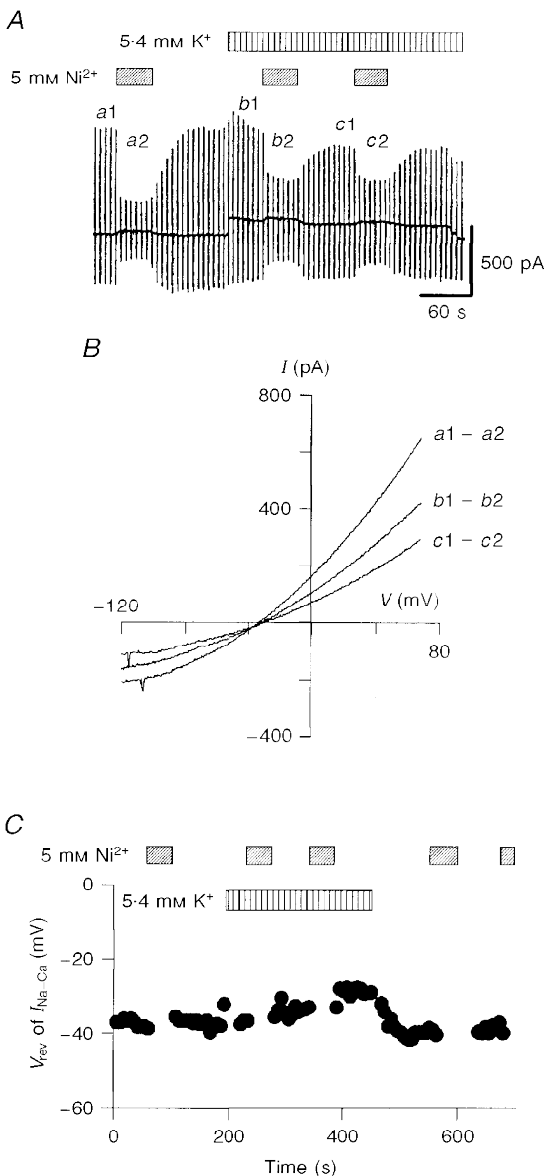 A
5·4 mM K+
5 mM Ni2+
a1
a2
b1
b2
c1
c2
500 pA
60 s
B
I (pA)
800
a1 – a2
400
b1 – b2
c1 – c2
–120
V (mV)
80
–400
C
5 mM Ni2+
5·4 mM K+
Vrev of INa–Ca (mV)
0
–20
–40
–60
0
200
400
600
Time (s)